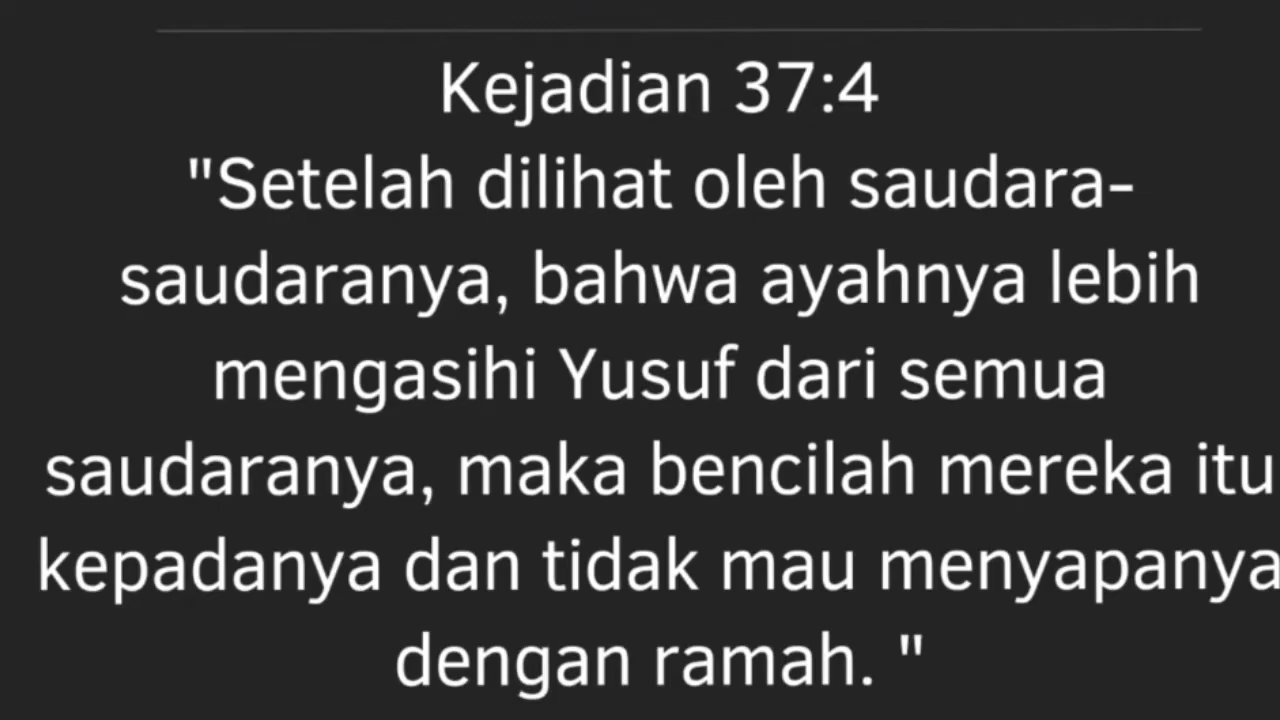 Kejadian 37:4
"Setelah dilihat oleh saudara-
saudaranya, bahwa ayahnya lebih
mengasihi Yusuf dari semua
saudaranya, maka bencilah mereka itu
kepadanya dan tidak mau menyapanya
dengan ramah. "